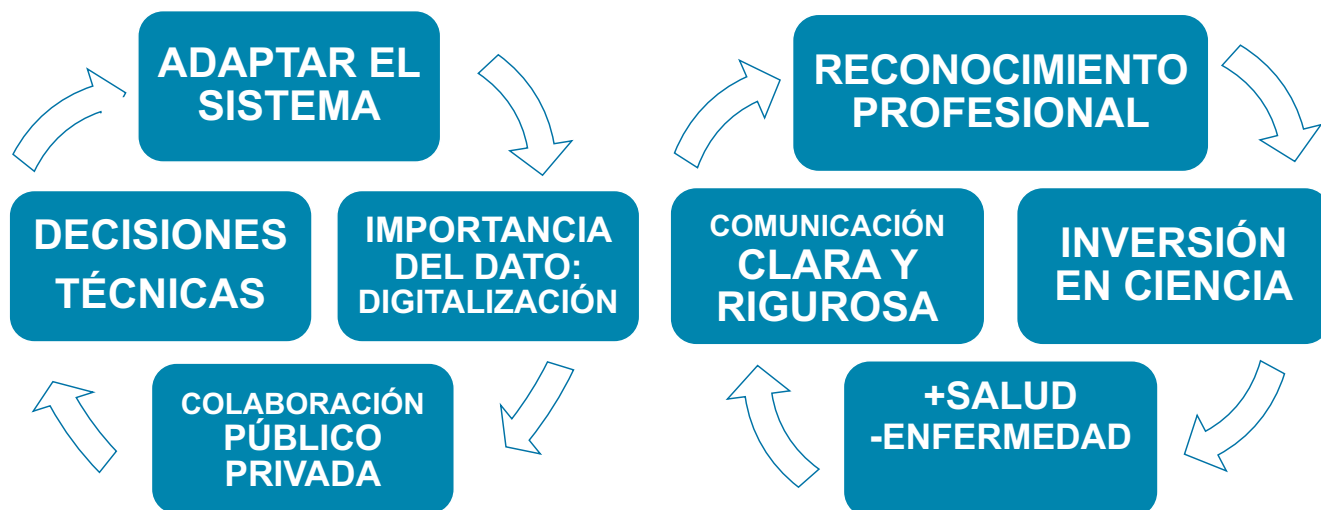 ADAPTAR EL
SISTEMA
DECISIONES
TÉCNICAS
IMPORTANCIA
DEL DATO:
DIGITALIZACIÓN
COLABORACIÓN
PÚBLICO
PRIVADA
RECONOCIMIENTO
PROFESIONAL
COMUNICACIÓN
CLARA Y
RIGUROSA
INVERSIÓN
EN CIENCIA
+SALUD
-ENFERMEDAD